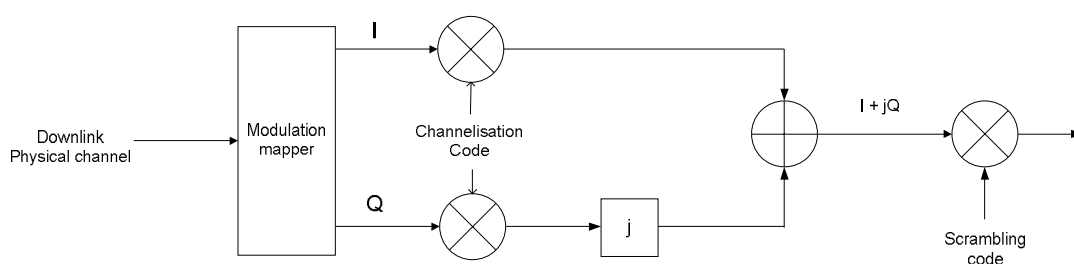 I
Downlink
Physical channel
Modulation
mapper
Channelisation
Code
I + jQ
Q
j
Scrambling
code